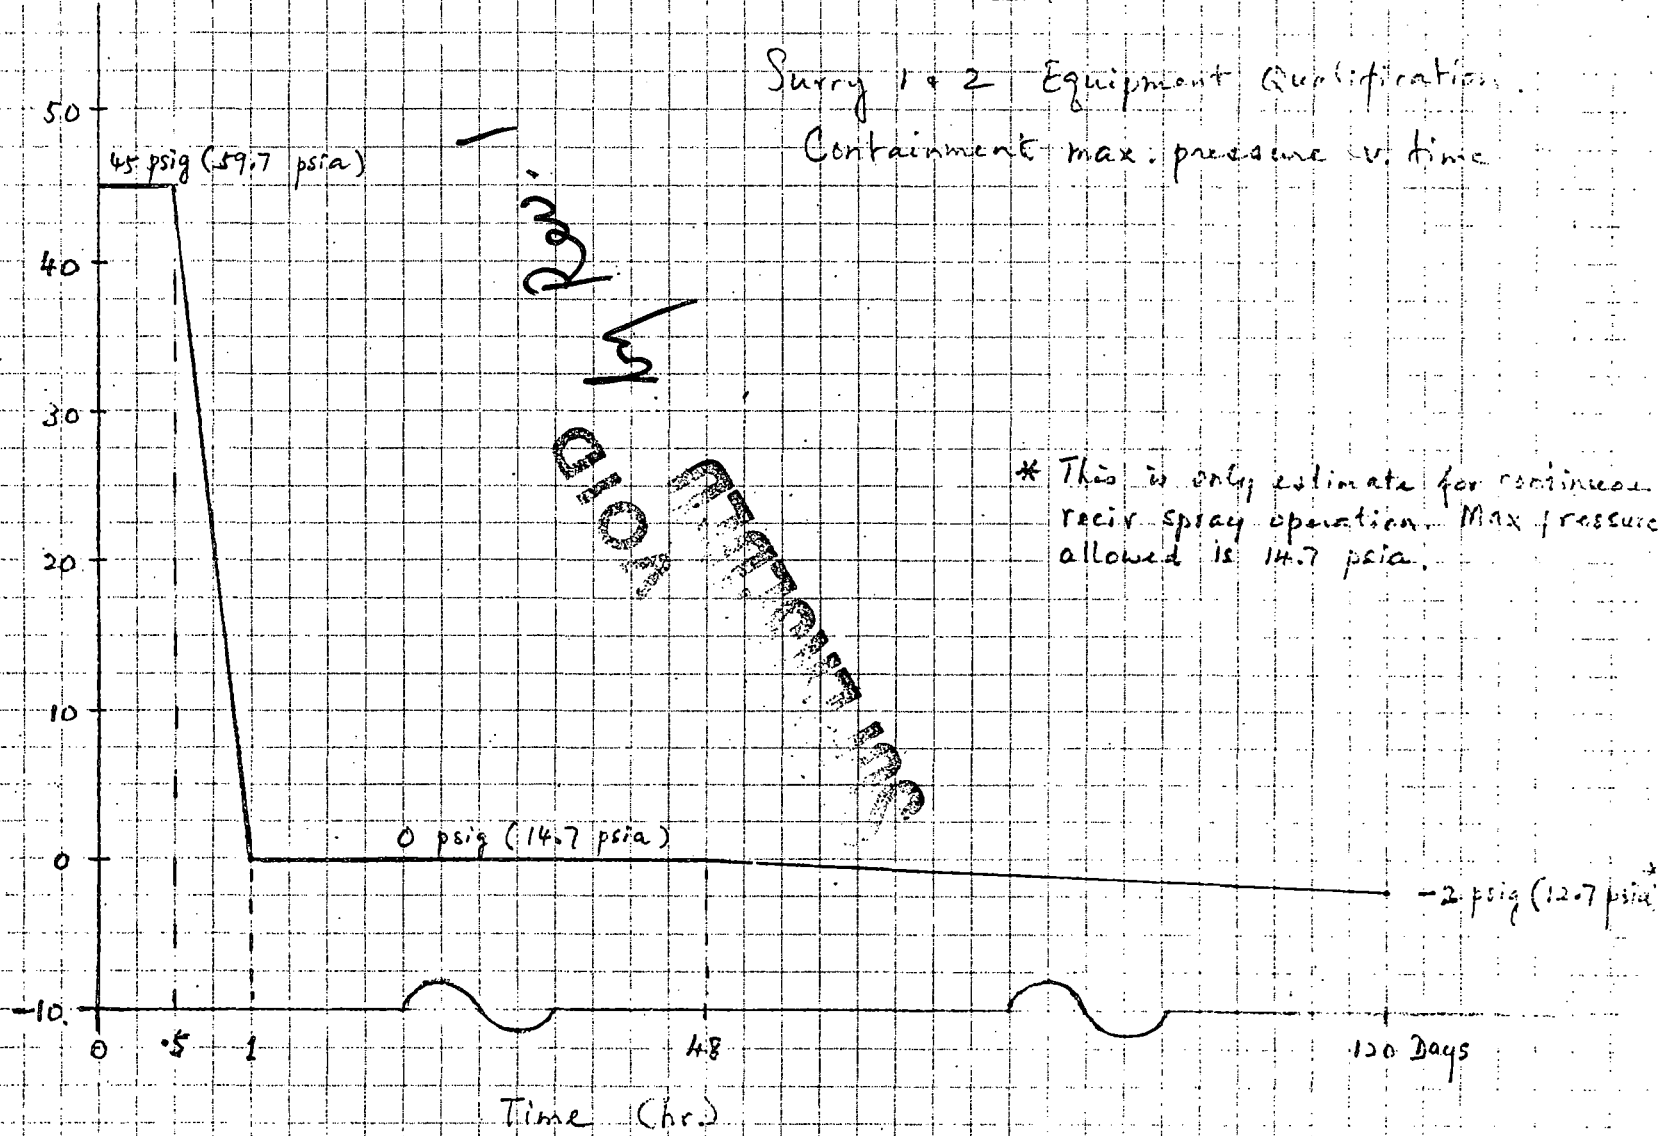 Surry 1 & 2 Equipment Qualification.
Containment max. pressure v. time
50
45 psig (59.7 psia)
40
30
* This is only estimate for continuous
recir spray operation. Max pressure
allowed is 14.7 psia.
20
10
0 psig (14.7 psia)
0
-2 psig (12.7 psia*)
-10.
0 .5 1 48 120 Days
Time (hr.)
VOID